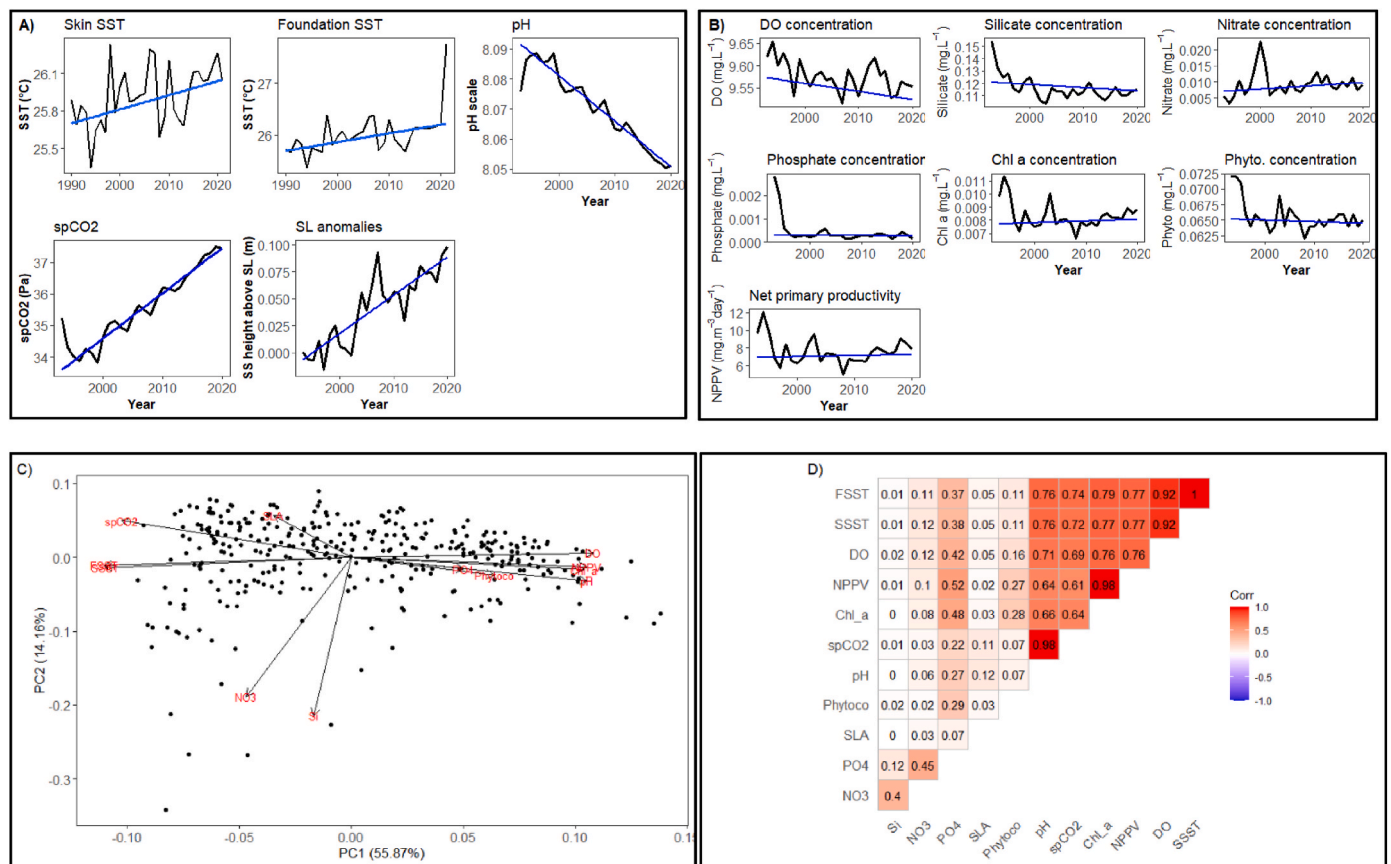 A)
Skin SST
Foundation SST
pH
SST (°C)
26.1
25.8
25.5
1990 2000 2010 2020
SST (°C)
27
26
1990 2000 2010 2020
pH scale
8.09
8.08
8.07
8.06
8.05
2000 2010 2020
Year
spCO2
SL anomalies
spCO2 (Pa)
37
36
35
34
2000 2010 2020
Year
SS height above SL (m)
0.100
0.075
0.050
0.025
0.000
2000 2010 2020
Year
B)
DO concentration
Silicate concentration
Nitrate concentration
DO (mg.L−1)
9.65
9.60
9.55
2000 2010 2020
Silicate (mg.L−1)
0.15
0.14
0.13
0.12
0.11
2000 2010 2020
Nitrate (mg.L−1)
0.020
0.015
0.010
0.005
2000 2010 2020
Phosphate concentration
Chl a concentration
Phyto. concentration
Phosphate (mg.L−1)
0.002
0.001
0.000
2000 2010 2020
Chl a (mg.L−1)
0.011
0.010
0.009
0.008
0.007
2000 2010 2020
Year
Phyto (mg.L−1)
0.0725
0.0700
0.0675
0.0650
0.0625
2000 2010 2020
Year
Net primary productivity
NPPV (mg.m−3day−1)
12
10
8
6
2000 2010 2020
Year
C)
PC2 (14.16%)
0.1
0.0
-0.1
-0.2
-0.3
spCO2
SLA
DO
NPPV
pH
PO4
Phytoco
NO3
Si
-0.10 -0.05 0.00 0.05 0.10 0.15
PC1 (55.87%)
D)
FSST 0.01 0.11 0.37 0.05 0.11 0.76 0.74 0.79 0.77 0.92 1
SSST 0.01 0.12 0.38 0.05 0.11 0.76 0.72 0.77 0.77 0.92
DO 0.02 0.12 0.42 0.05 0.16 0.71 0.69 0.76 0.76
NPPV 0.01 0.1 0.52 0.02 0.27 0.64 0.61 0.98
Chl_a 0 0.08 0.48 0.03 0.28 0.66 0.64
spCO2 0.01 0.03 0.22 0.11 0.07 0.98
pH 0 0.06 0.27 0.12 0.07
Phytoco 0.02 0.02 0.29 0.03
SLA 0 0.03 0.07
PO4 0.12 0.45
NO3 0.4
Si NO3 PO4 SLA Phytoco pH spCO2 Chl_a NPPV DO SSST
Corr
1.0
0.5
0.0
-0.5
-1.0